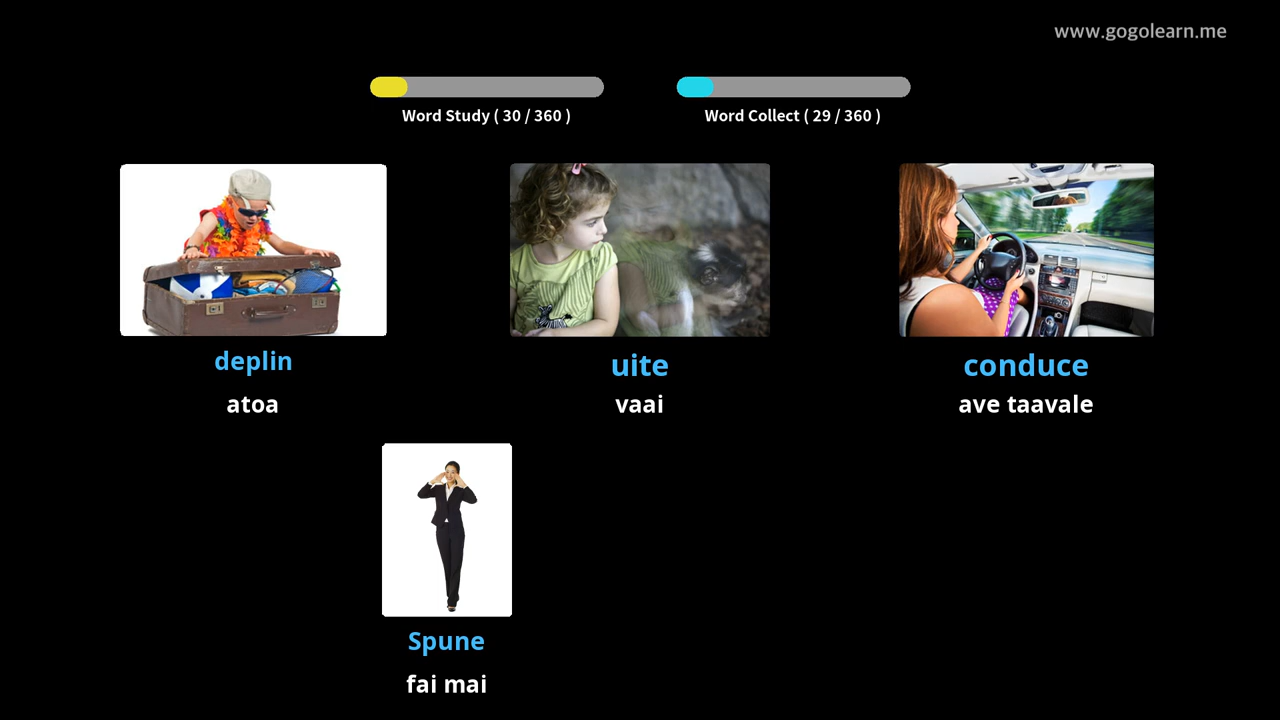 www.gogolearn.me
Word Study ( 30 / 360 )
Word Collect ( 29 / 360 )
deplin
atoa
uite
vaai
conduce
ave taavale
Spune
fai mai